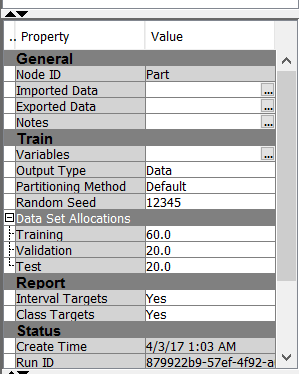 .. Property Value
General
Node ID Part
Imported Data ...
Exported Data ...
Notes ...
Train
Variables ...
Output Type Data
Partitioning Method Default
Random Seed 12345
Data Set Allocations
Training 60.0
Validation 20.0
Test 20.0
Report
Interval Targets Yes
Class Targets Yes
Status
Create Time 4/3/17 1:03 AM
Run ID 879922b9-57ef-4f92-a